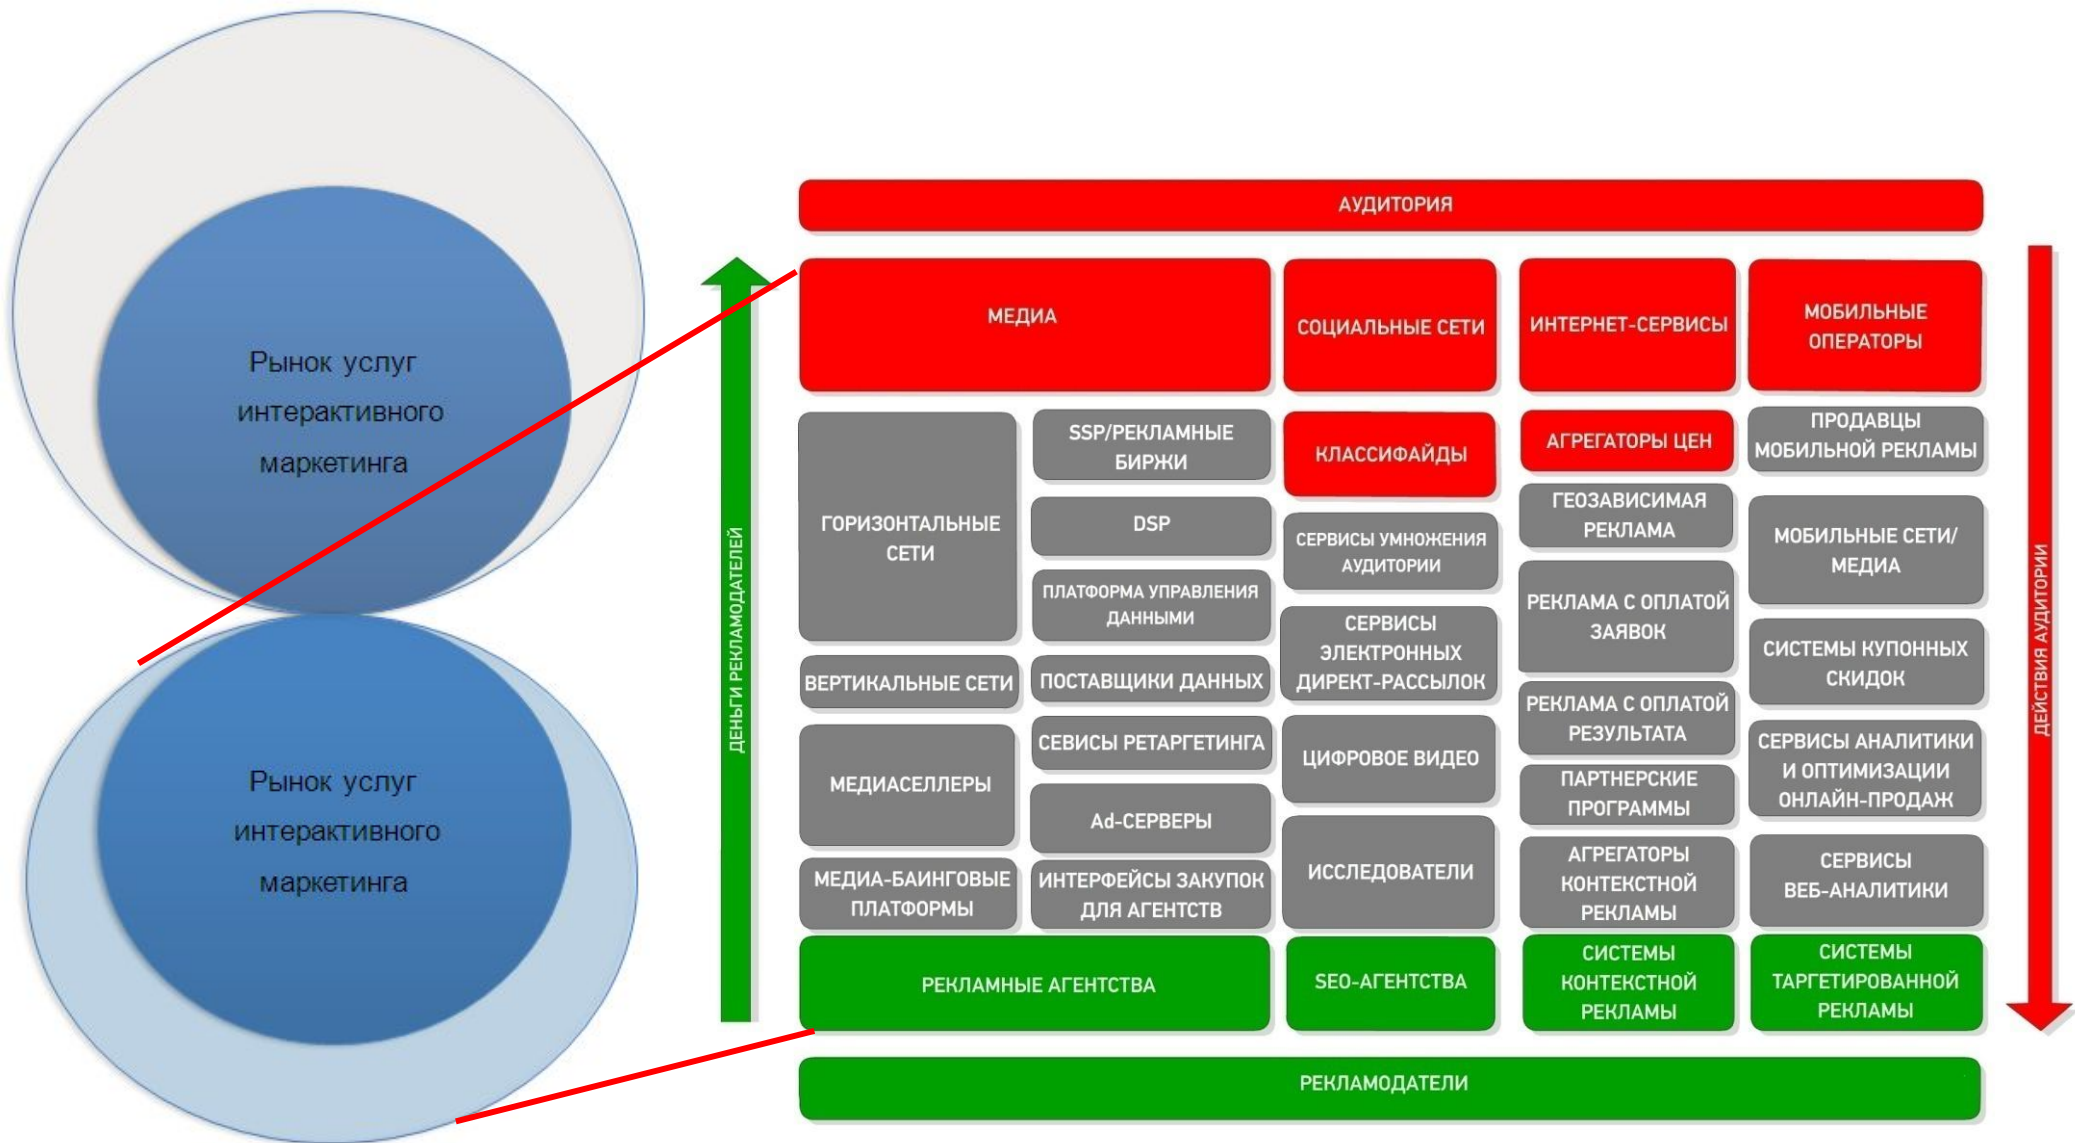 Рынок услуг
интерактивного
маркетинга
Рынок услуг
интерактивного
маркетинга
ДЕНЬГИ РЕКЛАМОДАТЕЛЕЙ
АУДИТОРИЯ
МЕДИА
СОЦИАЛЬНЫЕ СЕТИ
ИНТЕРНЕТ-СЕРВИСЫ
МОБИЛЬНЫЕ
ОПЕРАТОРЫ
ГОРИЗОНТАЛЬНЫЕ
СЕТИ
ВЕРТИКАЛЬНЫЕ СЕТИ
МЕДИАСЕЛЛЕРЫ
МЕДИА-БАИНГОВЫЕ
ПЛАТФОРМЫ
SSP/РЕКЛАМНЫЕ
БИРЖИ
DSP
ПЛАТФОРМА УПРАВЛЕНИЯ
ДАННЫМИ
ПОСТАВЩИКИ ДАННЫХ
СЕВИСЫ РЕТАРГЕТИНГА
Ad-СЕРВЕРЫ
ИНТЕРФЕЙСЫ ЗАКУПОК
ДЛЯ АГЕНТСТВ
КЛАССИФАЙДЫ
СЕРВИСЫ УМНОЖЕНИЯ
АУДИТОРИИ
СЕРВИСЫ
ЭЛЕКТРОННЫХ
ДИРЕКТ-РАССЫЛОК
ЦИФРОВОЕ ВИДЕО
ИССЛЕДОВАТЕЛИ
АГРЕГАТОРЫ ЦЕН
ГЕОЗАВИСИМАЯ
РЕКЛАМА
РЕКЛАМА С ОПЛАТОЙ
ЗАЯВОК
РЕКЛАМА С ОПЛАТОЙ
РЕЗУЛЬТАТА
ПАРТНЕРСКИЕ
ПРОГРАММЫ
АГРЕГАТОРЫ
КОНТЕКСТНОЙ
РЕКЛАМЫ
ПРОДАВЦЫ
МОБИЛЬНОЙ РЕКЛАМЫ
МОБИЛЬНЫЕ СЕТИ/
МЕДИА
СИСТЕМЫ КУПОННЫХ
СКИДОК
СЕРВИСЫ АНАЛИТИКИ
И ОПТИМИЗАЦИИ
ОНЛАЙН-ПРОДАЖ
СЕРВИСЫ
ВЕБ-АНАЛИТИКИ
РЕКЛАМНЫЕ АГЕНТСТВА
SEO-АГЕНТСТВА
СИСТЕМЫ
КОНТЕКСТНОЙ
РЕКЛАМЫ
СИСТЕМЫ
ТАРГЕТИРОВАННОЙ
РЕКЛАМЫ
РЕКЛАМОДАТЕЛИ
ДЕЙСТВИЯ АУДИТОРИИ